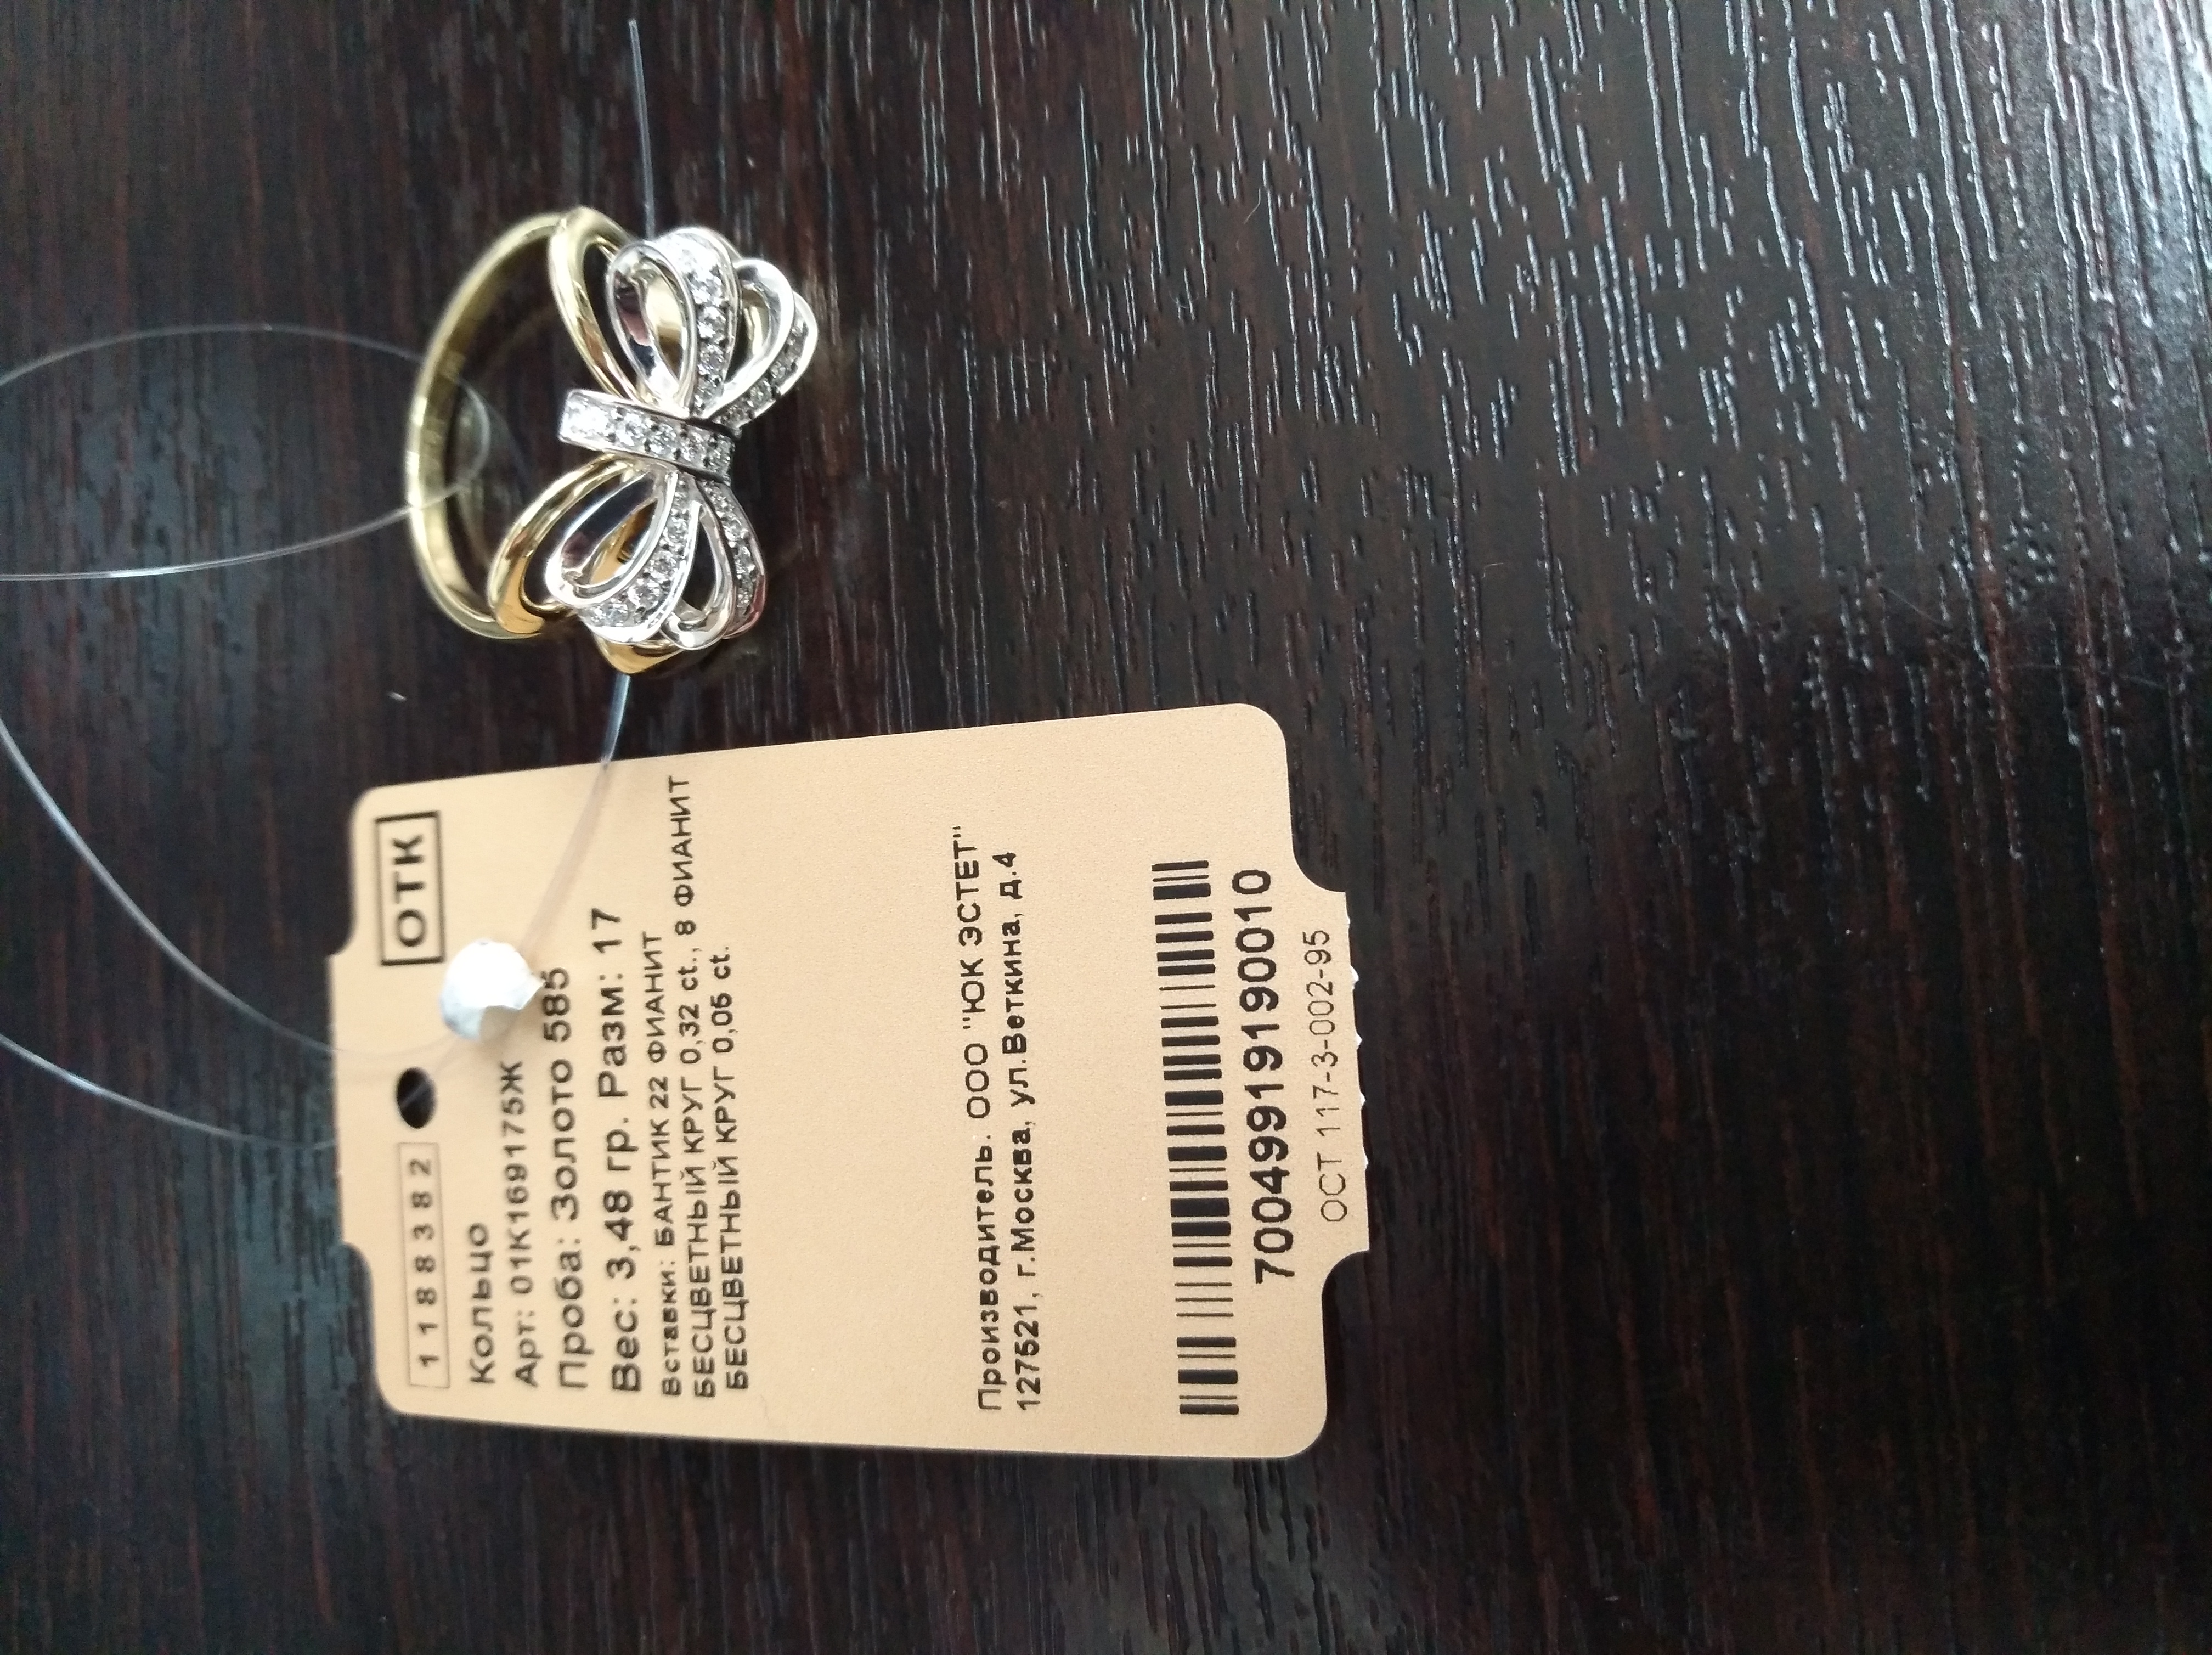 1188382 ОТК
Кольцо
Арт: 01К169175Ж
Проба: Золото 585
Вес: 3,48 гр. Разм: 17
Вставки: БАНТИК 22 ФИАНИТ
БЕСЦВЕТНЫЙ КРУГ 0,32 ct., 8 ФИАНИТ
БЕСЦВЕТНЫЙ КРУГ 0,05 ct.
Производитель. ООО "ЮК ЭСТЕТ"
127521, г.Москва, ул.Веткина, д.4
7004991919190010
ОСТ 117-3-002-95